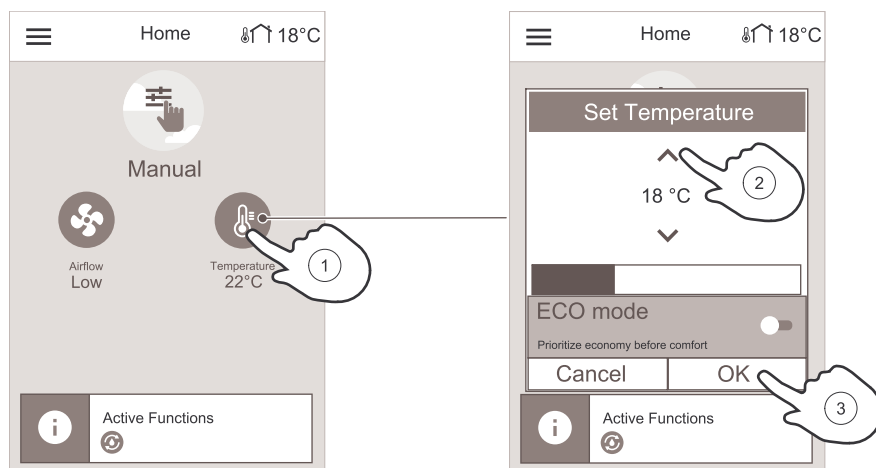 Home 18°C
Manual
Airflow
Low
Temperature
22°C
1
Active Functions
i
Home 18°C
Set Temperature
18 °C
2
ECO mode
Prioritize economy before comfort
Cancel OK
3
Active Functions
i